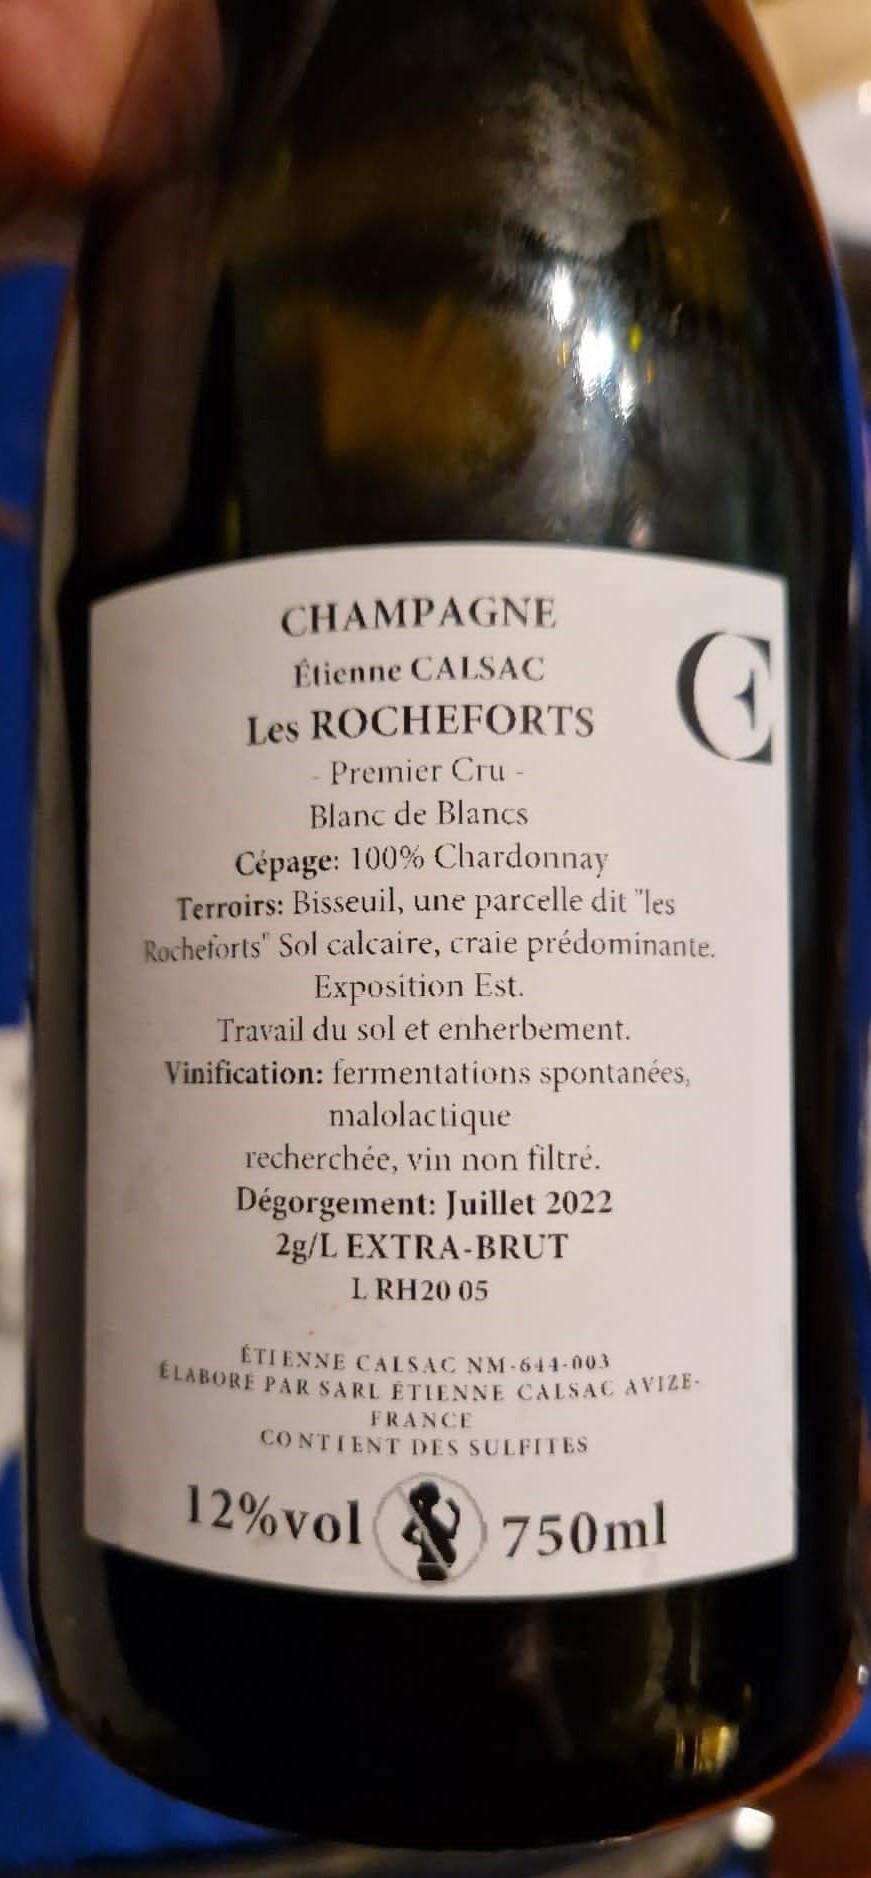 CHAMPAGNE
Étienne CALSAC
Les ROCHEFORTS
- Premier Cru -
Blanc de Blancs
Cépage: 100% Chardonnay
Terroirs: Bisseuil, une parcelle dit "les
Rocheforts" Sol calcaire, craie prédominante.
Exposition Est.
Travail du sol et enherbement.
Vinification: fermentations spontanées,
malolactique
recherchée, vin non filtré.
Dégorgement: Juillet 2022
2g/L EXTRA-BRUT
L RH20 05
ÉTIENNE CALSAC NM-644-003
ÉLABORÉ PAR SARL ÉTIENNE CALSAC AVIZE-
FRANCE
CONTIENT DES SULFITES
12%vol 750ml